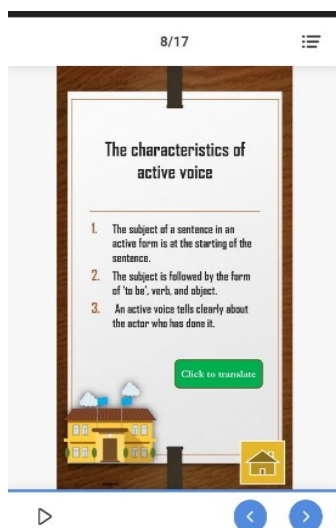 8/17
The characteristics of
active voice
1. The subject of a sentence in an
active form is at the starting of the
sentence.
2. The subject is followed by the form
of 'to be', verb, and object.
3. An active voice tells clearly about
the actor who has done it.
Click to translate